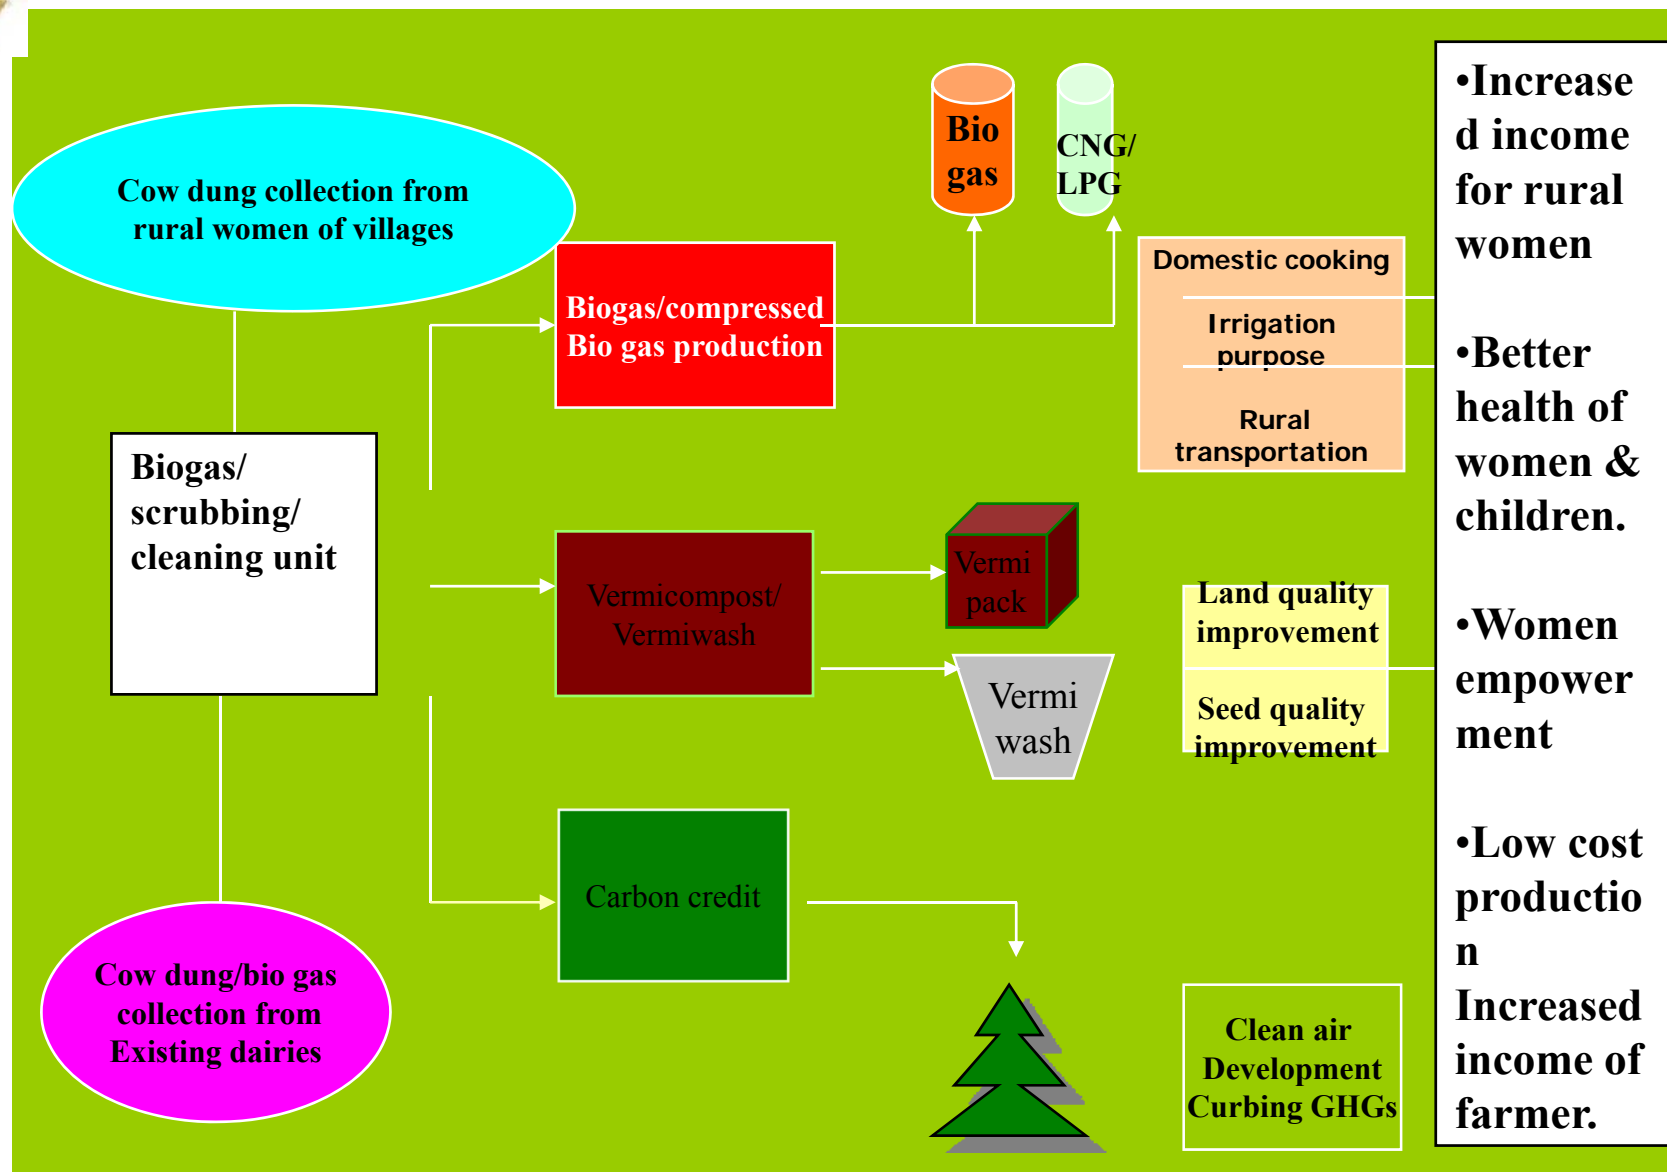 Cow dung collection from
rural women of villages
Biogas/
scrubbing/
cleaning unit
Cow dung/bio gas
collection from
Existing dairies
Biogas/compressed
Bio gas production
Vermicompost/
Vermiwash
Carbon credit
Bio
gas
CNG/
LPG
Vermi
pack
Vermi
wash
Domestic cooking
Irrigation
purpose
Rural
transportation
Land quality
improvement
Seed quality
improvement
Clean air
Development
Curbing GHGs
•Increase
d income
for rural
women
•Better
health of
women &
children.
•Women
empower
ment
•Low cost
productio
n
Increased
income of
farmer.